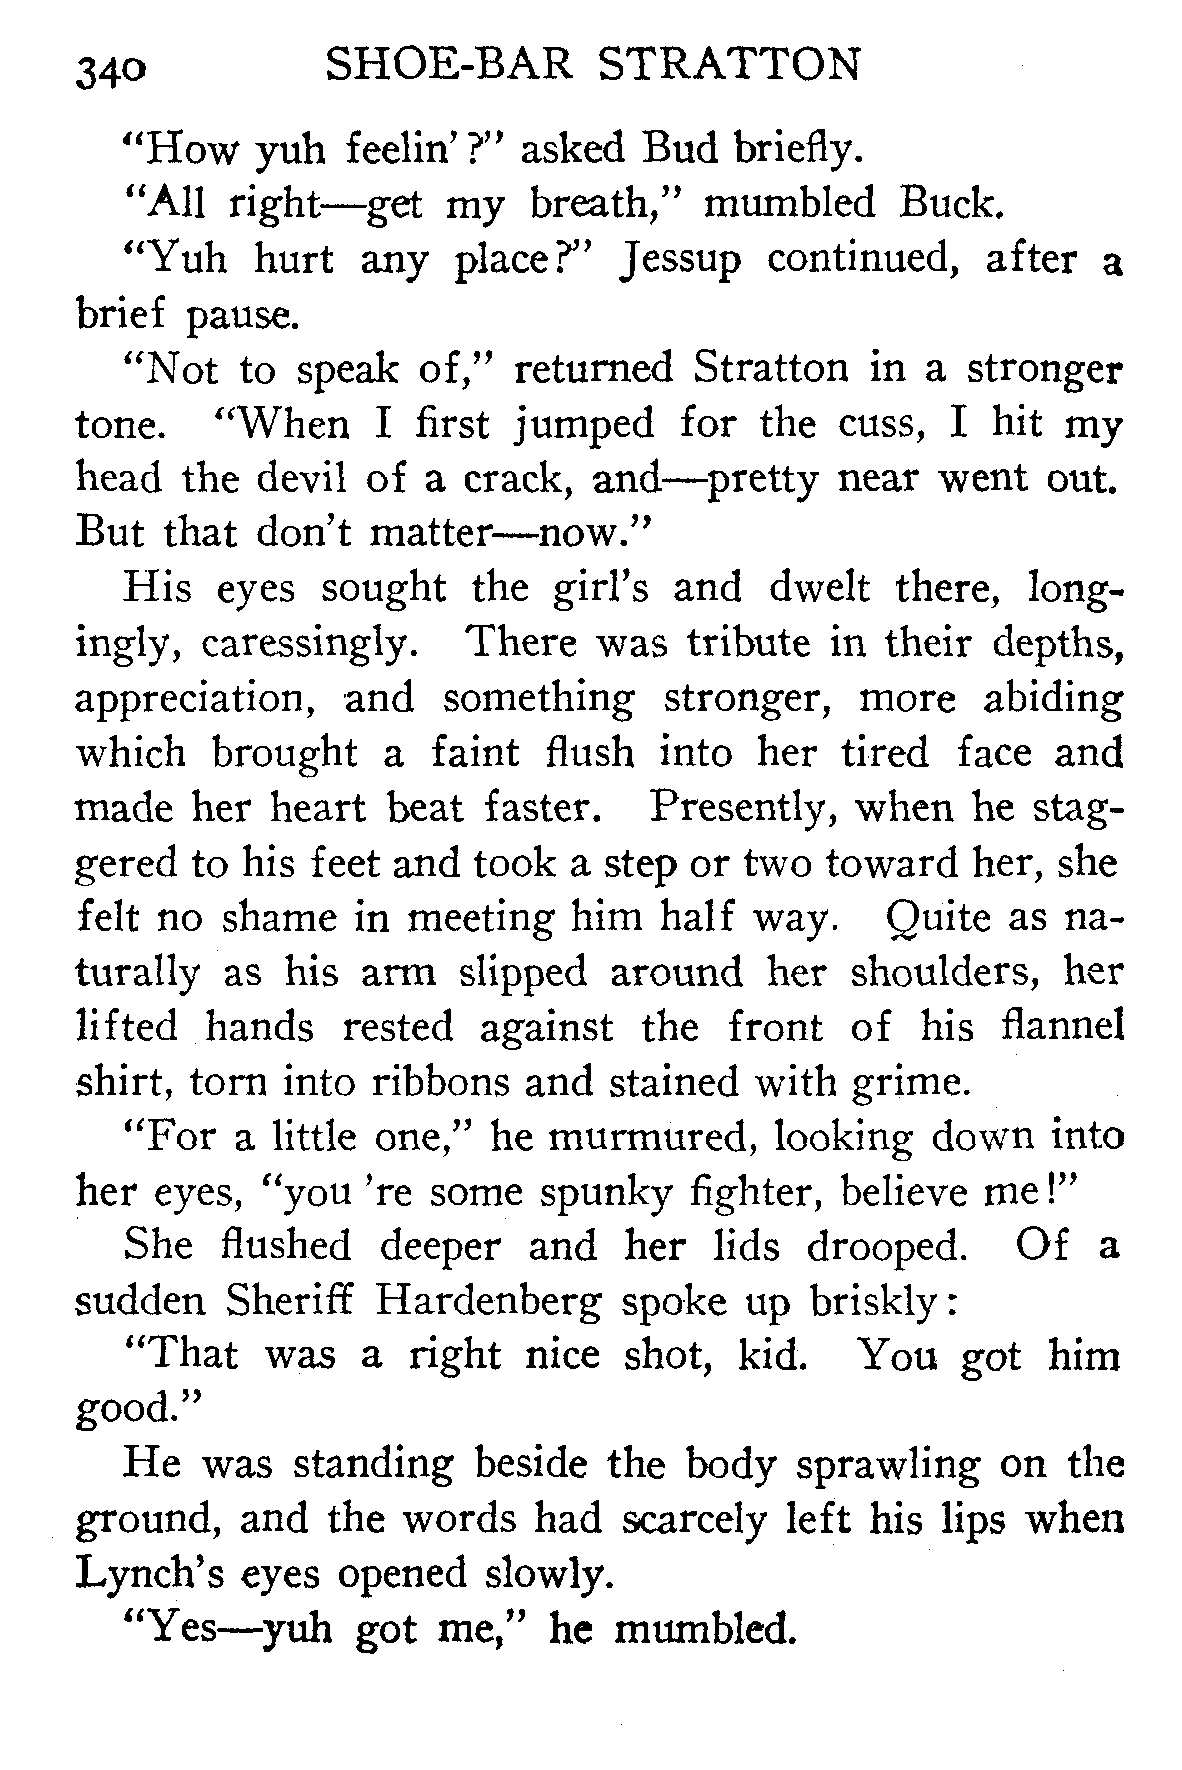 340 SHOE-BAR STRATTON
“How yuh feelin’?” asked Bud briefly.
“All right—get my breath,” mumbled Buck.
“Yuh hurt any place?” Jessup continued, after a
brief pause.
“Not to speak of,” returned Stratton in a stronger
tone. “When I first jumped for the cuss, I hit my
head the devil of a crack, and—pretty near went out.
But that don’t matter—now.”
His eyes sought the girl’s and dwelt there, long-
ingly, caressingly. There was tribute in their depths,
appreciation, and something stronger, more abiding
which brought a faint flush into her tired face and
made her heart beat faster. Presently, when he stag-
gered to his feet and took a step or two toward her, she
felt no shame in meeting him half way. Quite as na-
turally as his arm slipped around her shoulders, her
lifted hands rested against the front of his flannel
shirt, torn into ribbons and stained with grime.
“For a little one,” he murmured, looking down into
her eyes, “you ’re some spunky fighter, believe me!”
She flushed deeper and her lids drooped. Of a
sudden Sheriff Hardenberg spoke up briskly:
“That was a right nice shot, kid. You got him
good.”
He was standing beside the body sprawling on the
ground, and the words had scarcely left his lips when
Lynch’s eyes opened slowly.
“Yes—yuh got me,” he mumbled.